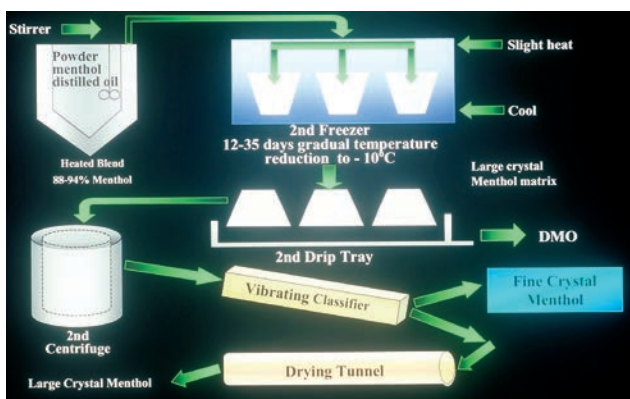 Stirrer
Powder
menthol
distilled oil
Heated Blend
88-94% Menthol
Slight heat
Cool
2nd Freezer
12-35 days gradual temperature
reduction to - 10⁰C
Large crystal
Menthol matrix
2nd Drip Tray
DMO
2nd
Centrifuge
Vibrating Classifier
Fine Crystal
Menthol
Drying Tunnel
Large Crystal Menthol